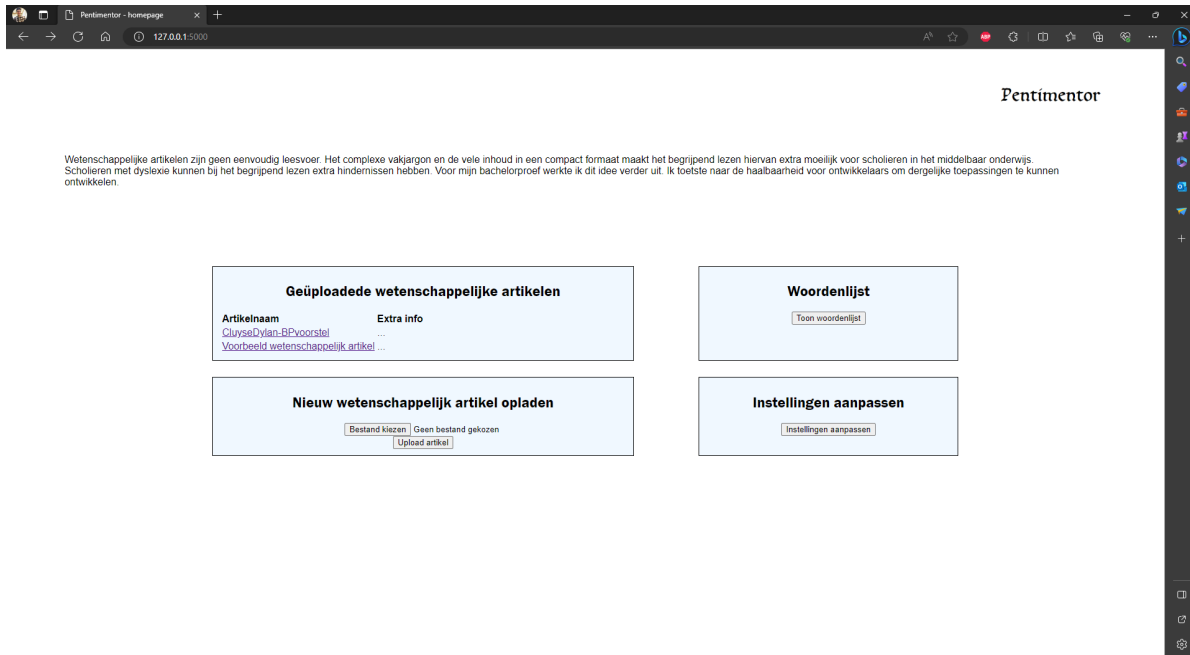 Pentimentor - homepage
127.0.0.1:5000
Pentimentor
Wetenschappelijke artikelen zijn geen eenvoudig leesvoer. Het complexe vakjargon en de vele inhoud in een compact formaat maakt het begrijpend lezen hiervan extra moeilijk voor scholieren in het middelbaar onderwijs.
Scholieren met dyslexie kunnen bij het begrijpend lezen extra hindernissen hebben. Voor mijn bachelorproef werkte ik dit idee verder uit. Ik toetste naar de haalbaarheid voor ontwikkelaars om dergelijke toepassingen te kunnen
ontwikkelen.
Geüploadede wetenschappelijke artikelen
Artikelnaam Extra info
CluyseDylan-BPvoorstel ...
Voorbeeld wetenschappelijk artikel ...
Woordenlijst
Toon woordenlijst
Nieuw wetenschappelijk artikel opladen
Bestand kiezen Geen bestand gekozen
Upload artikel
Instellingen aanpassen
Instellingen aanpassen